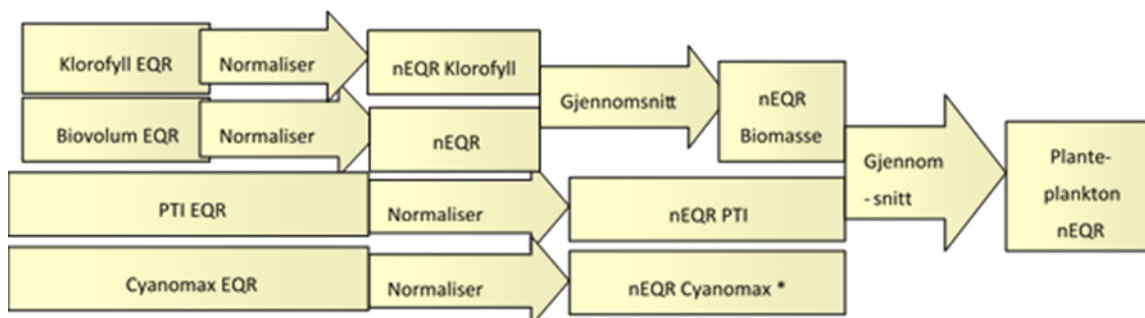 Klorofyll EQR
Normaliser
nEQR Klorofyll
Biovolum EQR
Normaliser
nEQR
Gjennomsnitt
nEQR
Biomasse
PTI EQR
Normaliser
nEQR PTI
Cyanomax EQR
Normaliser
nEQR Cyanomax *
Gjennom
-snitt
Plante-
plankton
nEQR